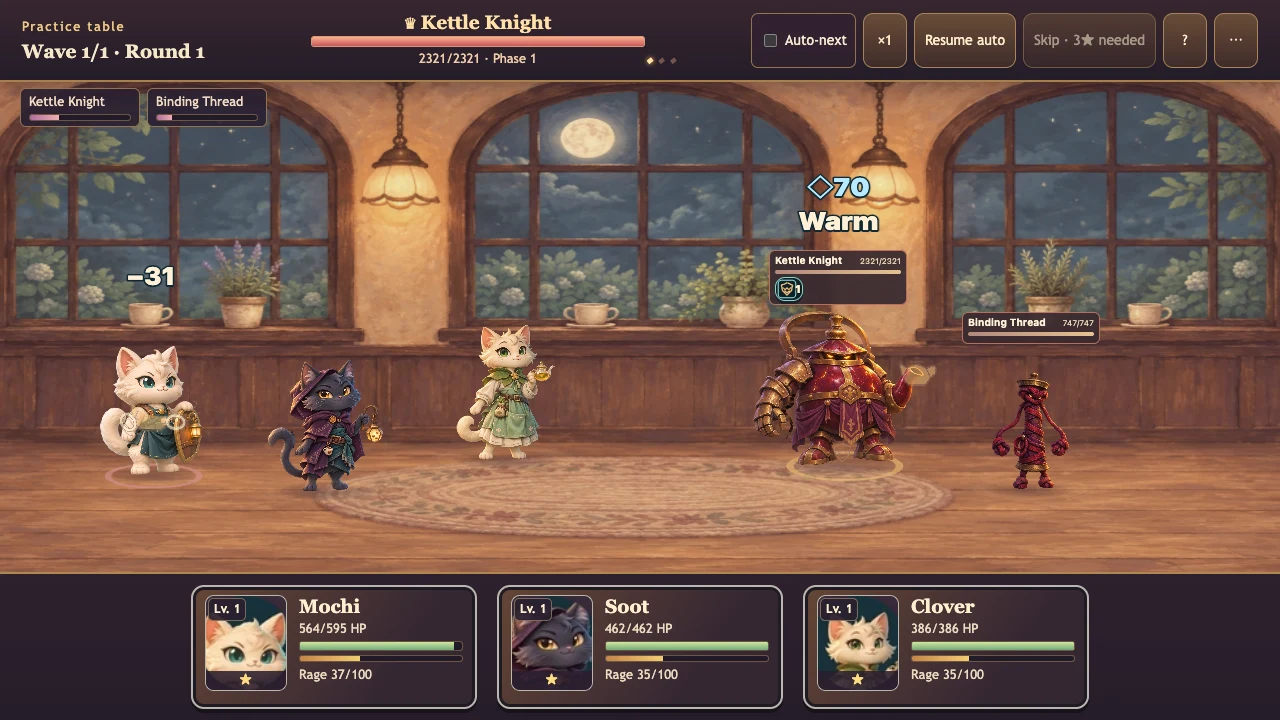 Practice table
Wave 1/1 · Round 1
♛ Kettle Knight
2321/2321 · Phase 1
Auto-next
×1
Resume auto
Skip · 3★ needed
?
···
Kettle Knight
Binding Thread
◇70
Warm
−31
Kettle Knight 2321/2321
1
Binding Thread 747/747
Lv. 1
Mochi
564/595 HP
Rage 37/100
★
Lv. 1
Soot
462/462 HP
Rage 35/100
★
Lv. 1
Clover
386/386 HP
Rage 35/100
★